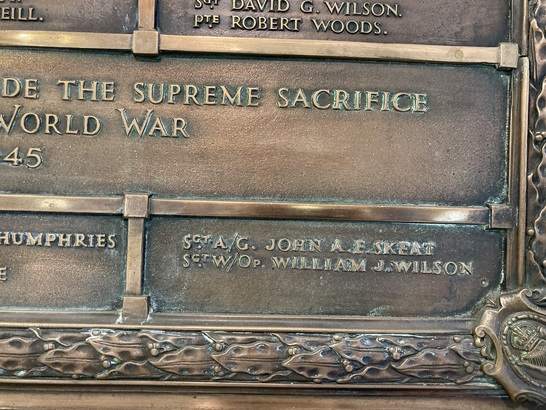 EILL.
SGT DAVID G. WILSON.
PTE ROBERT WOODS.
DE THE SUPREME SACRIFICE
WORLD WAR
45
HUMPHRIES
E
SGT A/G. JOHN A.E. SKEAT
SGT W/OP. WILLIAM J. WILSON